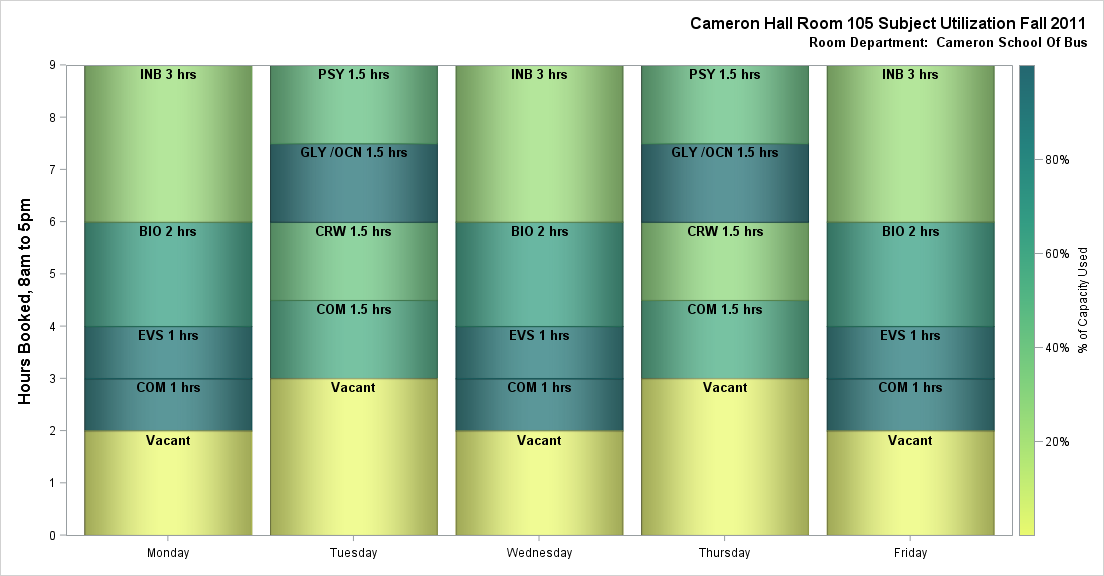 Cameron Hall Room 105 Subject Utilization Fall 2011
Room Department:  Cameron School Of Bus
Hours Booked, 8am to 5pm
9
8
7
6
5
4
3
2
1
0
INB 3 hrs
BIO 2 hrs
EVS 1 hrs
COM 1 hrs
Vacant
Monday
PSY 1.5 hrs
GLY /OCN 1.5 hrs
CRW 1.5 hrs
COM 1.5 hrs
Vacant
Tuesday
INB 3 hrs
BIO 2 hrs
EVS 1 hrs
COM 1 hrs
Vacant
Wednesday
PSY 1.5 hrs
GLY /OCN 1.5 hrs
CRW 1.5 hrs
COM 1.5 hrs
Vacant
Thursday
INB 3 hrs
BIO 2 hrs
EVS 1 hrs
COM 1 hrs
Vacant
Friday
80%
60%
40%
20%
% of Capacity Used